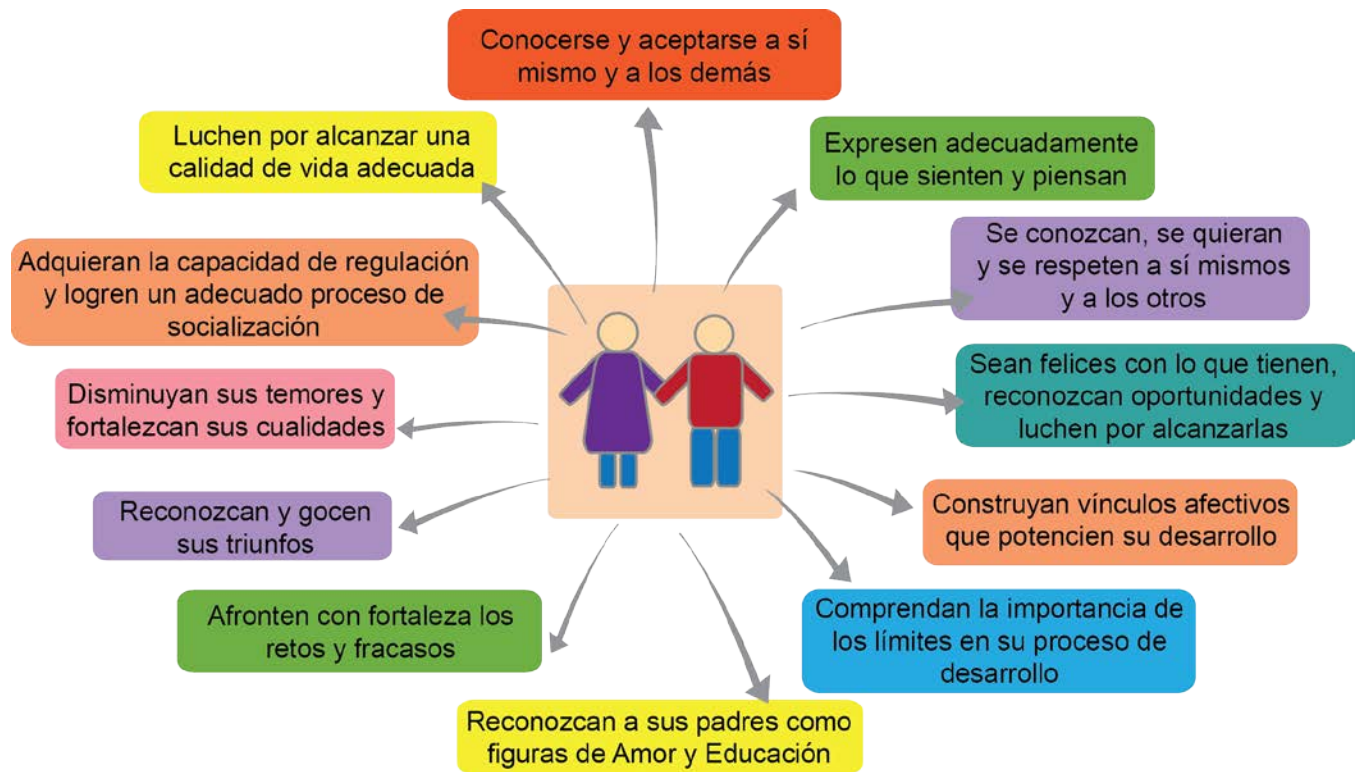 Conocerse y aceptarse a sí
mismo y a los demás
Expresen adecuadamente
lo que sienten y piensan
Se conozcan, se quieran
y se respeten a sí mismos
y a los otros
Sean felices con lo que tienen,
reconozcan oportunidades y
luchen por alcanzarlas
Construyan vínculos afectivos
que potencien su desarrollo
Comprendan la importancia de
los límites en su proceso de
desarrollo
Reconozcan a sus padres como
figuras de Amor y Educación
Afronten con fortaleza los
retos y fracasos
Reconozcan y gocen
sus triunfos
Disminuyan sus temores y
fortalezcan sus cualidades
Adquieran la capacidad de regulación
y logren un adecuado proceso de
socialización
Luchen por alcanzar una
calidad de vida adecuada